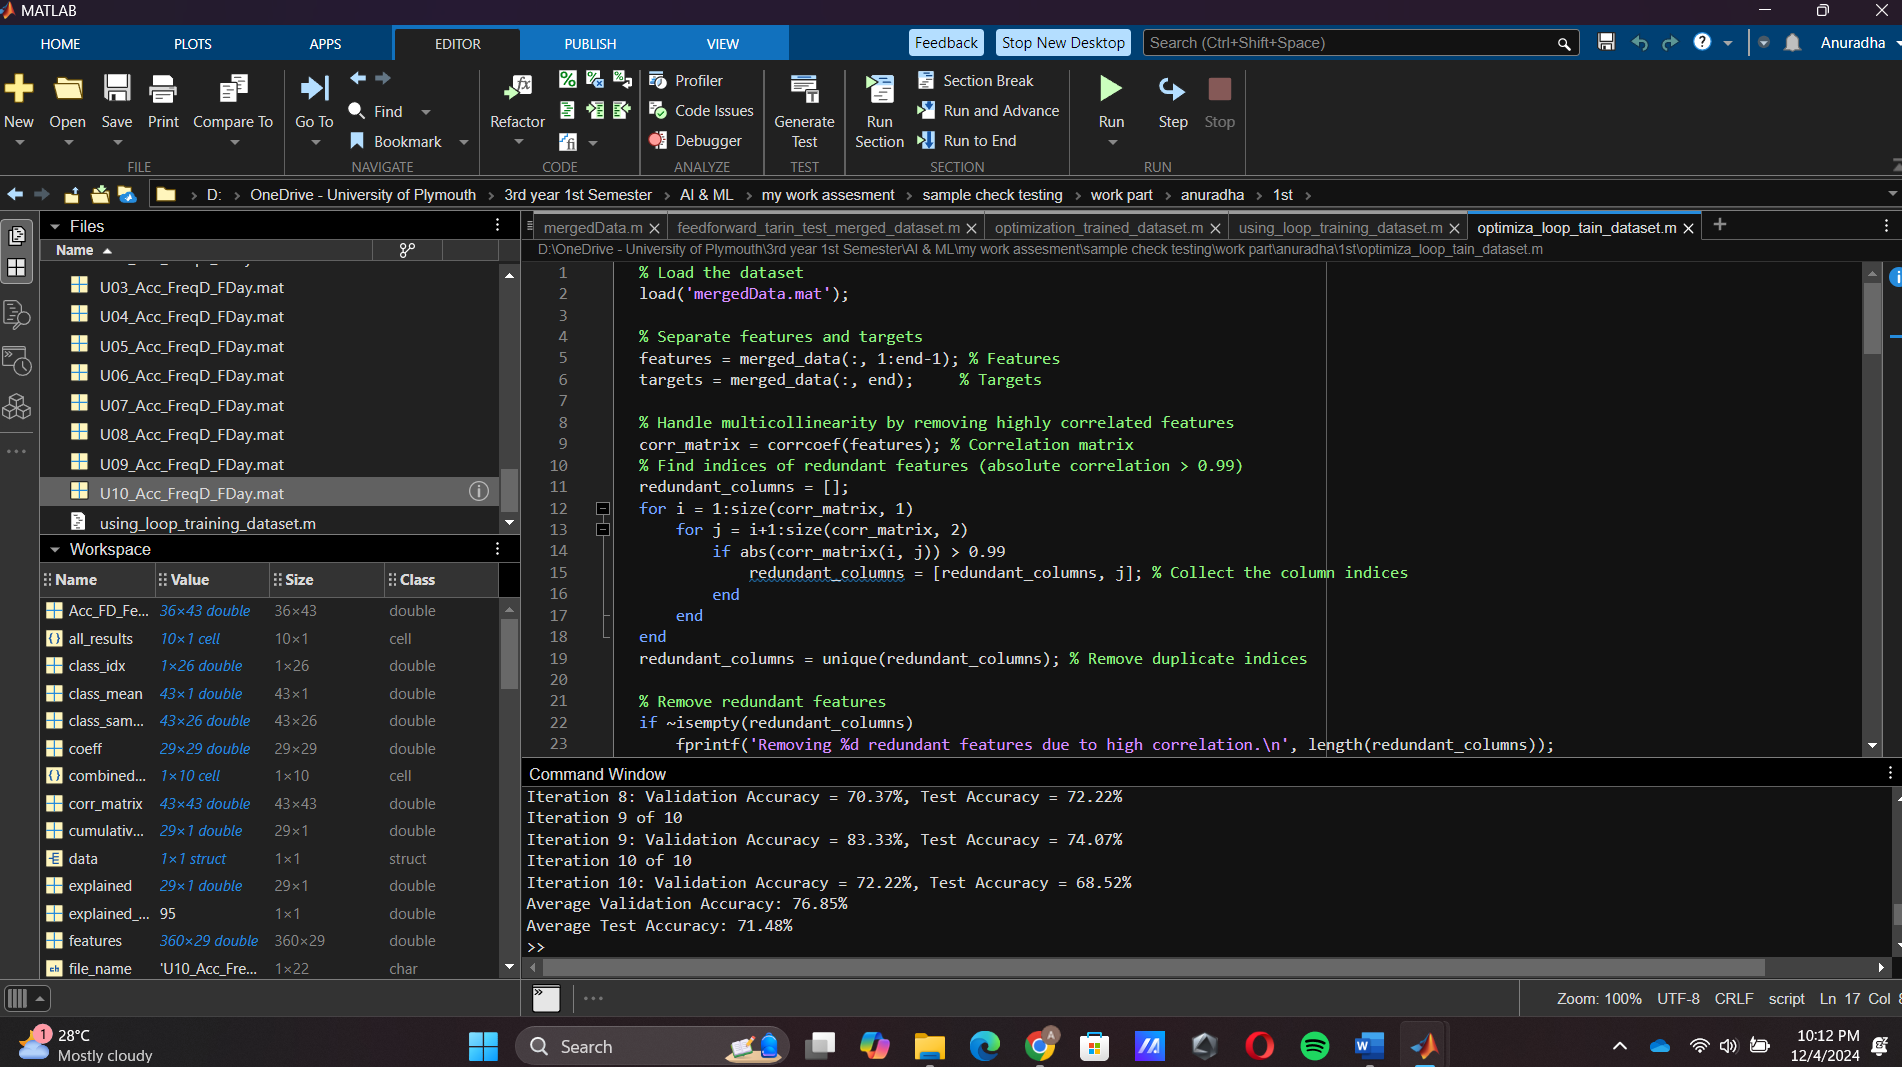 MATLAB
HOME PLOTS APPS EDITOR PUBLISH VIEW Feedback Stop New Desktop Search (Ctrl+Shift+Space) Anuradha
New Open Save Print Compare To
FILE
Go To Find Bookmark
NAVIGATE
Refactor
CODE
Profiler
Code Issues
Debugger
ANALYZE
Generate Test
TEST
Run Section
Section Break
Run and Advance
Run to End
SECTION
Run Step Stop
RUN
D: OneDrive - University of Plymouth 3rd year 1st Semester AI & ML my work assesment sample check testing work part anuradha 1st
Files
Name
U03_Acc_FreqD_FDay.mat
U04_Acc_FreqD_FDay.mat
U05_Acc_FreqD_FDay.mat
U06_Acc_FreqD_FDay.mat
U07_Acc_FreqD_FDay.mat
U08_Acc_FreqD_FDay.mat
U09_Acc_FreqD_FDay.mat
U10_Acc_FreqD_FDay.mat
using_loop_training_dataset.m
Workspace
Name Value Size Class
Acc_FD_Fe... 36×43 double 36×43 double
all_results 10×1 cell 10×1 cell
class_idx 1×26 double 1×26 double
class_mean 43×1 double 43×1 double
class_sam... 43×26 double 43×26 double
coeff 29×29 double 29×29 double
combined... 1×10 cell 1×10 cell
corr_matrix 43×43 double 43×43 double
cumulativ... 29×1 double 29×1 double
data 1×1 struct 1×1 struct
explained 29×1 double 29×1 double
explained_... 95 1×1 double
features 360×29 double 360×29 double
file_name 'U10_Acc_Fre... 1×22 char
mergedData.m feedforward_tarin_test_merged_dataset.m optimization_trained_dataset.m using_loop_training_dataset.m optimiza_loop_tain_dataset.m
D:\OneDrive - University of Plymouth\3rd year 1st Semester\AI & ML\my work assesment\sample check testing\work part\anuradha\1st\optimiza_loop_tain_dataset.m
1 % Load the dataset
2 load('mergedData.mat');
3
4 % Separate features and targets
5 features = merged_data(:, 1:end-1); % Features
6 targets = merged_data(:, end); % Targets
7
8 % Handle multicollinearity by removing highly correlated features
9 corr_matrix = corrcoef(features); % Correlation matrix
10 % Find indices of redundant features (absolute correlation > 0.99)
11 redundant_columns = [];
12 for i = 1:size(corr_matrix, 1)
13 for j = i+1:size(corr_matrix, 2)
14 if abs(corr_matrix(i, j)) > 0.99
15 redundant_columns = [redundant_columns, j]; % Collect the column indices
16 end
17 end
18 end
19 redundant_columns = unique(redundant_columns); % Remove duplicate indices
20
21 % Remove redundant features
22 if ~isempty(redundant_columns)
23 fprintf('Removing %d redundant features due to high correlation.\n', length(redundant_columns));
Command Window
Iteration 8: Validation Accuracy = 70.37%, Test Accuracy = 72.22%
Iteration 9 of 10
Iteration 9: Validation Accuracy = 83.33%, Test Accuracy = 74.07%
Iteration 10 of 10
Iteration 10: Validation Accuracy = 72.22%, Test Accuracy = 68.52%
Average Validation Accuracy: 76.85%
Average Test Accuracy: 71.48%
>>
Zoom: 100% UTF-8 CRLF script Ln 17 Col
1 28°C
Mostly cloudy
Search
10:12 PM
12/4/2024